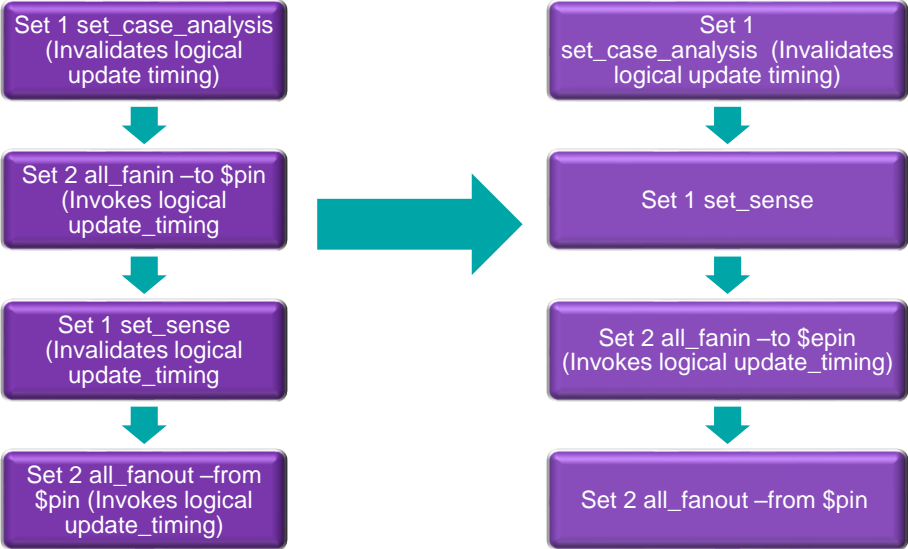 Set 1 set_case_analysis
(Invalidates logical
update timing)
Set 2 all_fanin –to $pin
(Invokes logical
update_timing
Set 1 set_sense
(Invalidates logical
update_timing
Set 2 all_fanout –from
$pin (Invokes logical
update_timing)
Set 1
set_case_analysis  (Invalidates
logical update timing)
Set 1 set_sense
Set 2 all_fanin –to $epin
(Invokes logical update_timing)
Set 2 all_fanout –from $pin